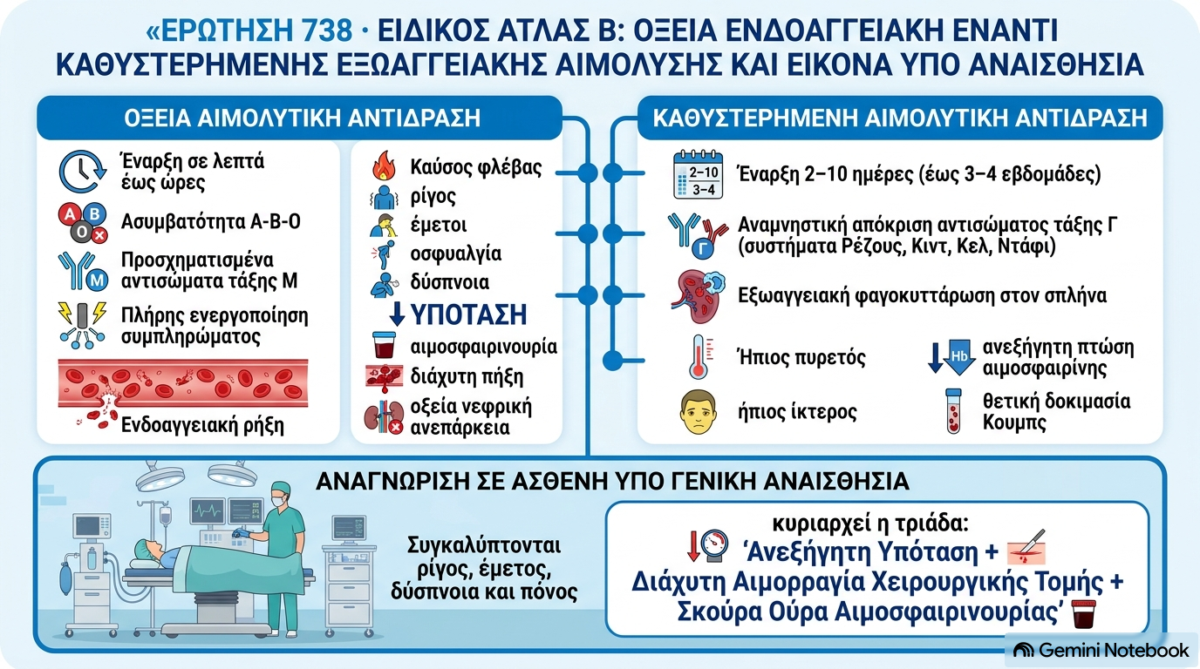 «ΕΡΩΤΗΣΗ 738 · ΕΙΔΙΚΟΣ ΑΤΛΑΣ Β: ΟΞΕΙΑ ΕΝΔΟΑΓΓΕΙΑΚΗ ΕΝΑΝΤΙ
ΚΑΘΥΣΤΕΡΗΜΕΝΗΣ ΕΞΩΑΓΓΕΙΑΚΗΣ ΑΙΜΟΛΥΣΗΣ ΚΑΙ ΕΙΚΟΝΑ ΥΠΟ ΑΝΑΙΣΘΗΣΙΑ
ΟΞΕΙΑ ΑΙΜΟΛΥΤΙΚΗ ΑΝΤΙΔΡΑΣΗ
Έναρξη σε λεπτά
έως ώρες
A B O
Ασυμβατότητα Α-Β-Ο
Προσχηματισμένα
αντισώματα τάξης Μ
M
Πλήρης ενεργοποίηση
συμπληρώματος
Ενδοαγγειακή ρήξη
Καύσος φλέβας
ρίγος
έμετοι
οσφυαλγία
δύσπνοια
ΥΠΟΤΑΣΗ
αιμοσφαιρινουρία
διάχυτη πήξη
οξεία νεφρική
ανεπάρκεια
ΚΑΘΥΣΤΕΡΗΜΕΝΗ ΑΙΜΟΛΥΤΙΚΗ ΑΝΤΙΔΡΑΣΗ
2–10
3–4
Έναρξη 2–10 ημέρες (έως 3–4 εβδομάδες)
Γ
Αναμνηστική απόκριση αντισώματος τάξης Γ
(συστήματα Ρέζους, Κιντ, Κελ, Ντάφι)
Εξωαγγειακή φαγοκυττάρωση στον σπλήνα
Ήπιος πυρετός
Hb
ανεξήγητη πτώση
αιμοσφαιρίνης
ήπιος ίκτερος
θετική δοκιμασία
Κουμπς
ΑΝΑΓΝΩΡΙΣΗ ΣΕ ΑΣΘΕΝΗ ΥΠΟ ΓΕΝΙΚΗ ΑΝΑΙΣΘΗΣΙΑ
Συγκαλύπτονται
ρίγος, έμετος,
δύσπνοια και πόνος
κυριαρχεί η τριάδα:
'Ανεξήγητη Υπόταση +
Διάχυτη Αιμορραγία Χειρουργικής Τομής +
Σκούρα Ούρα Αιμοσφαιρινουρίας'
Gemini Notebook